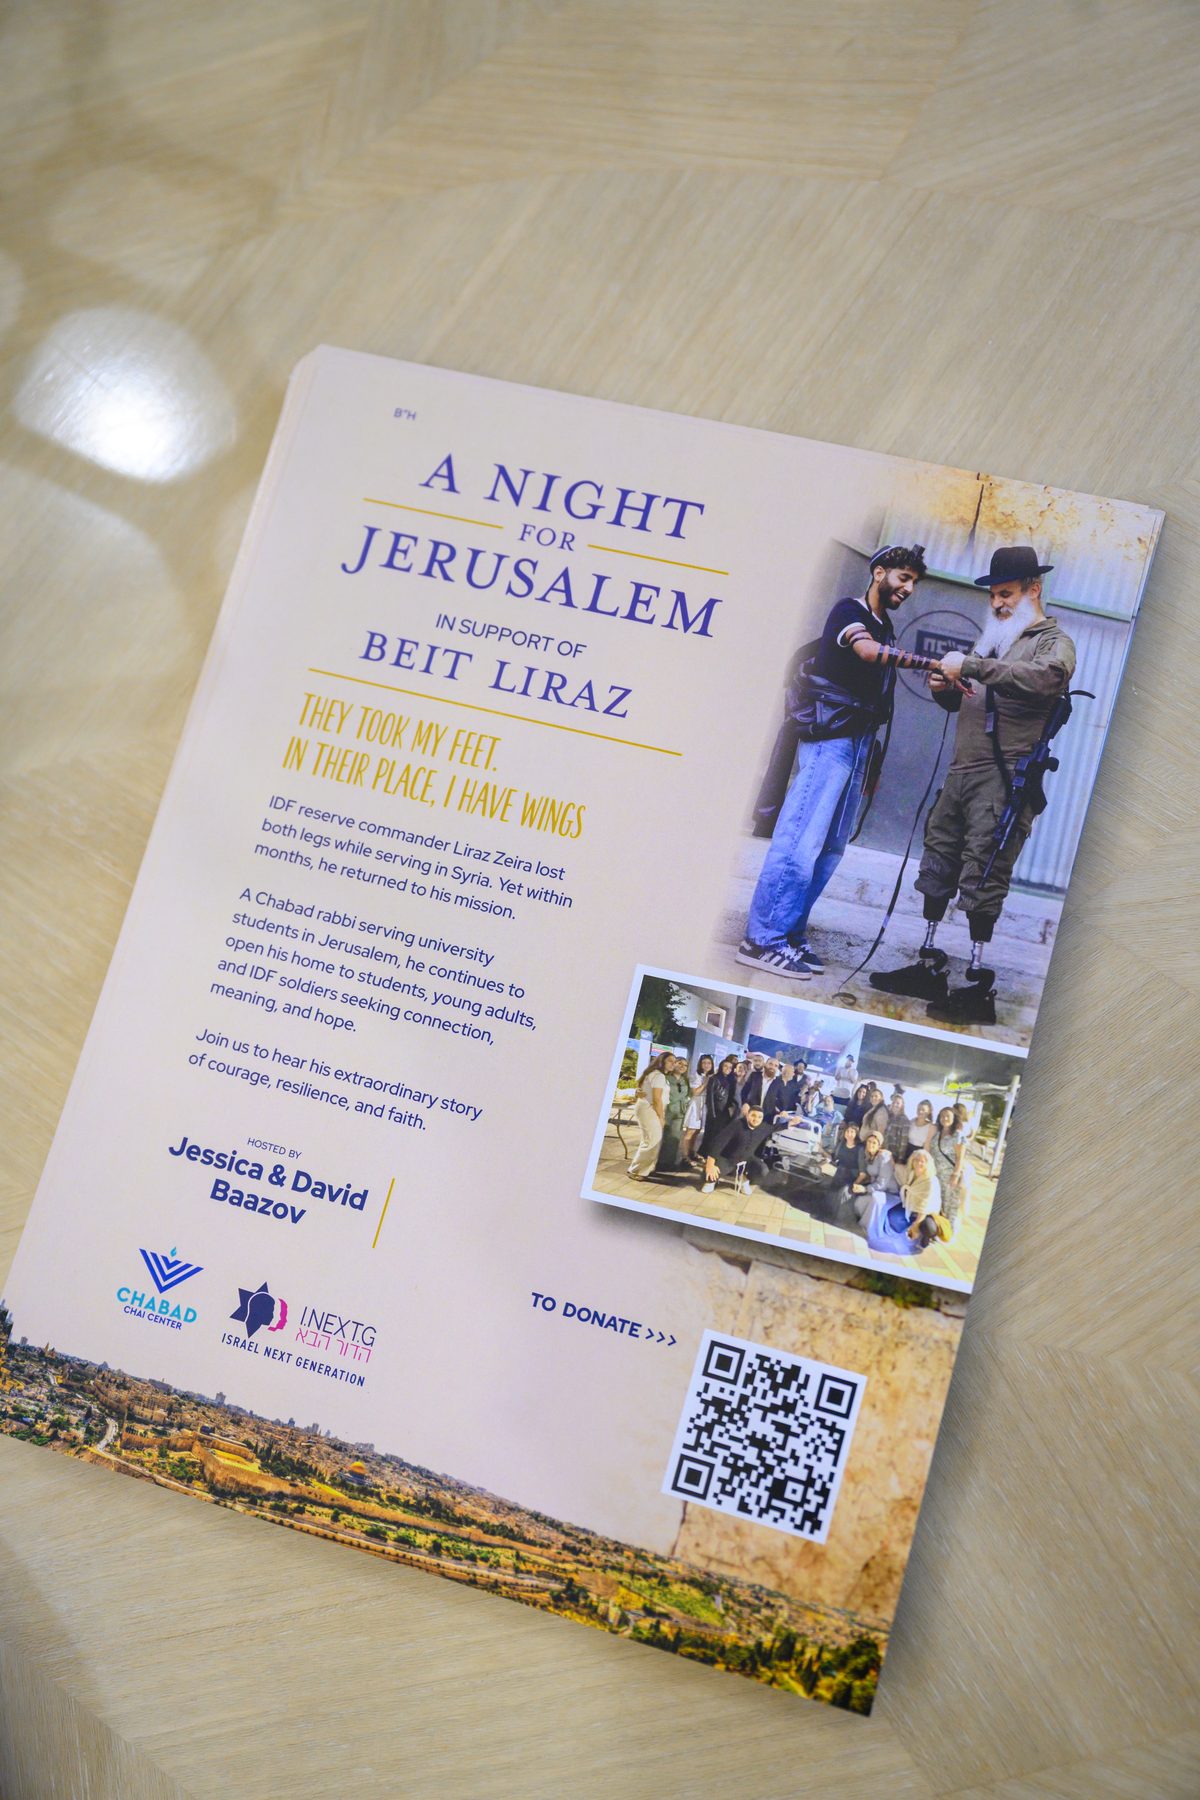 B"H
A NIGHT
FOR
JERUSALEM
IN SUPPORT OF
BEIT LIRAZ
THEY TOOK MY FEET.
IN THEIR PLACE, I HAVE WINGS
IDF reserve commander Liraz Zeira lost
both legs while serving in Syria. Yet within
months, he returned to his mission.
A Chabad rabbi serving university
students in Jerusalem, he continues to
open his home to students, young adults,
and IDF soldiers seeking connection,
meaning, and hope.
Join us to hear his extraordinary story
of courage, resilience, and faith.
HOSTED BY
Jessica & David
Baazov
CHABAD
CHAI CENTER
I.NEXT.G
הדור הבא
ISRAEL NEXT GENERATION
TO DONATE >>>